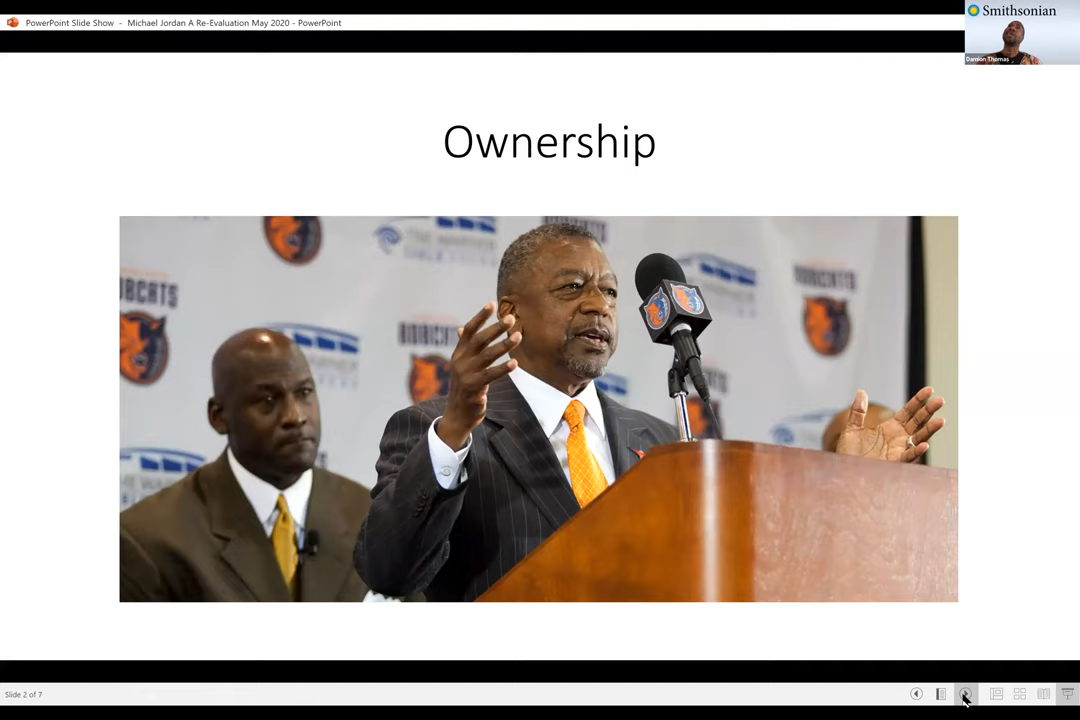 PowerPoint Slide Show - Michael Jordan A Re-Evaluation May 2020 - PowerPoint
Smithsonian
Damion Thomas
Ownership
BOBCATS
BOBCATS
BOBCATS
Slide 2 of 7